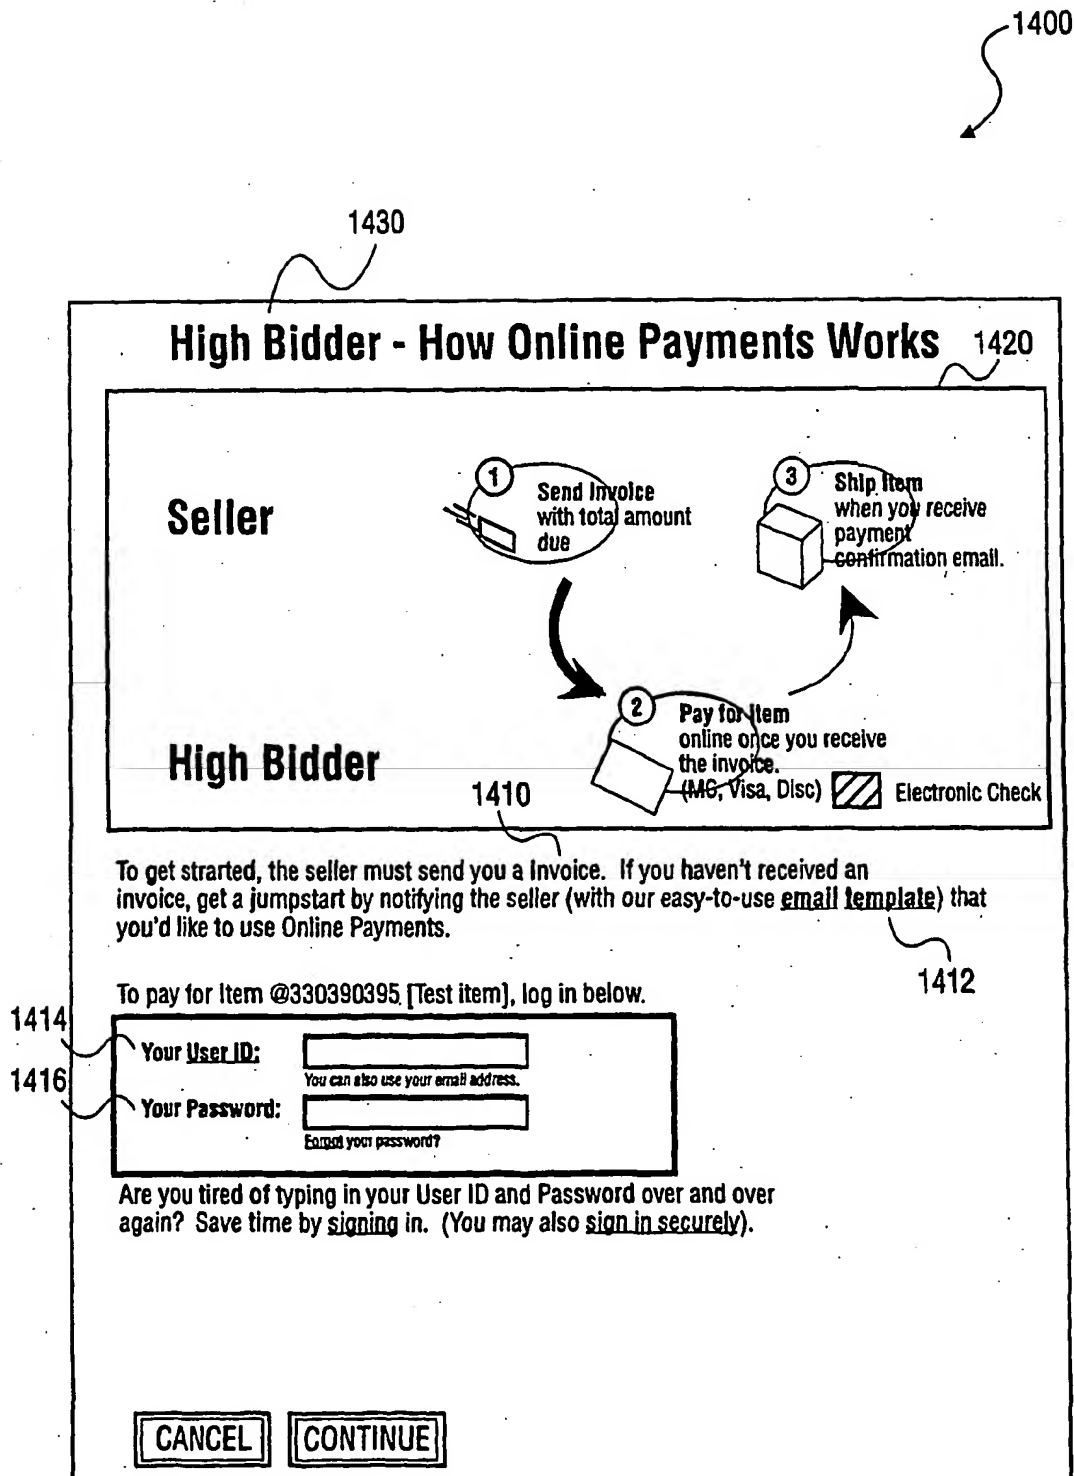 1400
1430
High Bidder - How Online Payments Works
1420
Seller
1
Send Invoice
with total amount
due
3
Ship Item
when you receive
payment
confirmation email.
High Bidder
2
Pay for Item
online once you receive
the invoice.
(MC, Visa, Disc)
Electronic Check
1410
To get strarted, the seller must send you a Invoice. If you haven't received an
invoice, get a jumpstart by notifying the seller (with our easy-to-use email template) that
you'd like to use Online Payments.
1412
To pay for Item @330390395 [Test item], log in below.
1414
Your User ID:
You can also use your email address.
1416
Your Password:
Forgot your password?
Are you tired of typing in your User ID and Password over and over
again? Save time by signing in. (You may also sign in securely).
CANCEL
CONTINUE